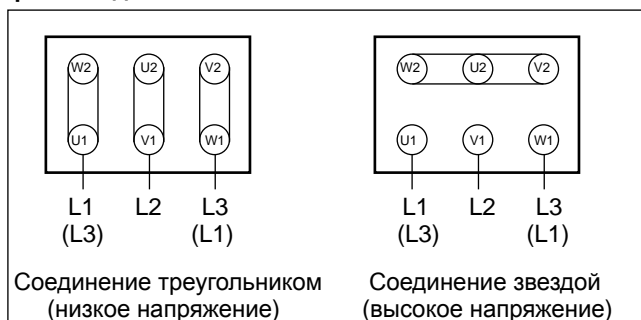 W2 U2 V2
U1 V1 W1
L1 L2 L3
(L3) (L1)
Соединение треугольником
(низкое напряжение)
W2 U2 V2
U1 V1 W1
L1 L2 L3
(L3) (L1)
Соединение звездой
(высокое напряжение)